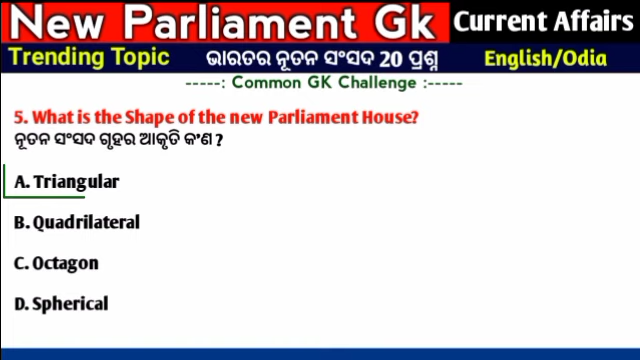 New Parliament Gk Current Affairs
Trending Topic ଭାରତର ନୂତନ ସଂସଦ 20 ପ୍ରଶ୍ନ English/Odia
-----: Common GK Challenge :-----
5. What is the Shape of the new Parliament House?
ନୂତନ ସଂସଦ ଗୃହର ଆକୃତି କ'ଣ ?
A. Triangular
B. Quadrilateral
C. Octagon
D. Spherical